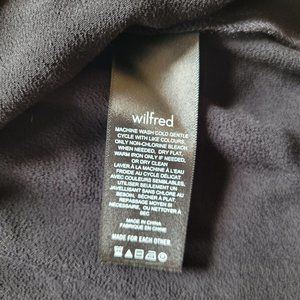 wilfred
MACHINE WASH COLD GENTLE
CYCLE WITH LIKE COLOURS,
ONLY NON-CHLORINE BLEACH
WHEN NEEDED, DRY FLAT,
WARM IRON ONLY IF NEEDED,
OR DRY CLEAN
LAVER À LA MACHINE À L'EAU
FROIDE AU CYCLE DÉLICAT
AVEC COULEURS SEMBLABLES,
UTILISER SEULEMENT UN
JAVELLISANT SANS CHLORE AU
BESOIN, SÉCHER À PLAT,
REPASSAGE MOYEN SI
NÉCESSAIRE, OU NETTOYER À
SEC
MADE IN CHINA
FABRIQUÉ EN CHINE
MADE FOR EACH OTHER